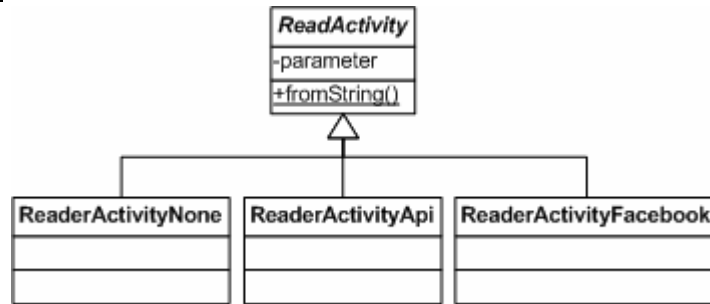 ReadActivity
-parameter
+fromString()
ReaderActivityNone
ReaderActivityApi
ReaderActivityFacebook